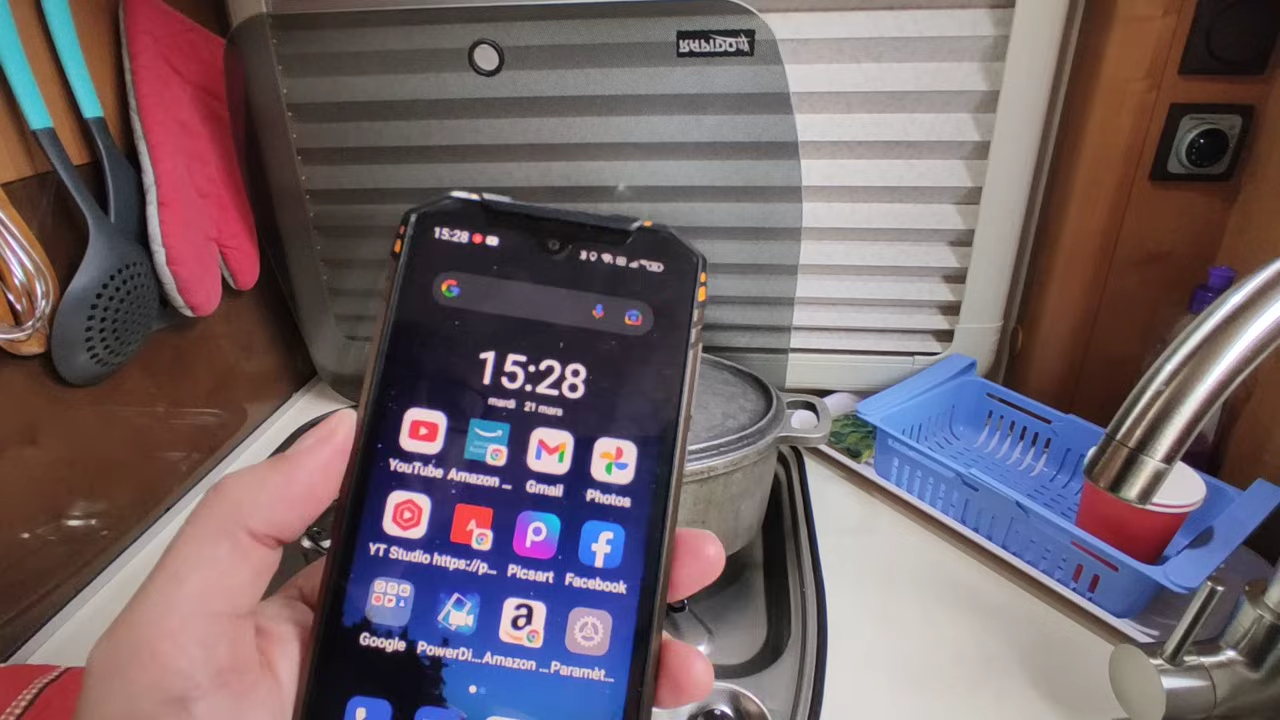 RAPIDO
15:28
15:28
mardi 21 mars
YouTube Amazon ... Gmail Photos
YT Studio https://p... Picsart Facebook
Google PowerDi... Amazon ... Paramèt...